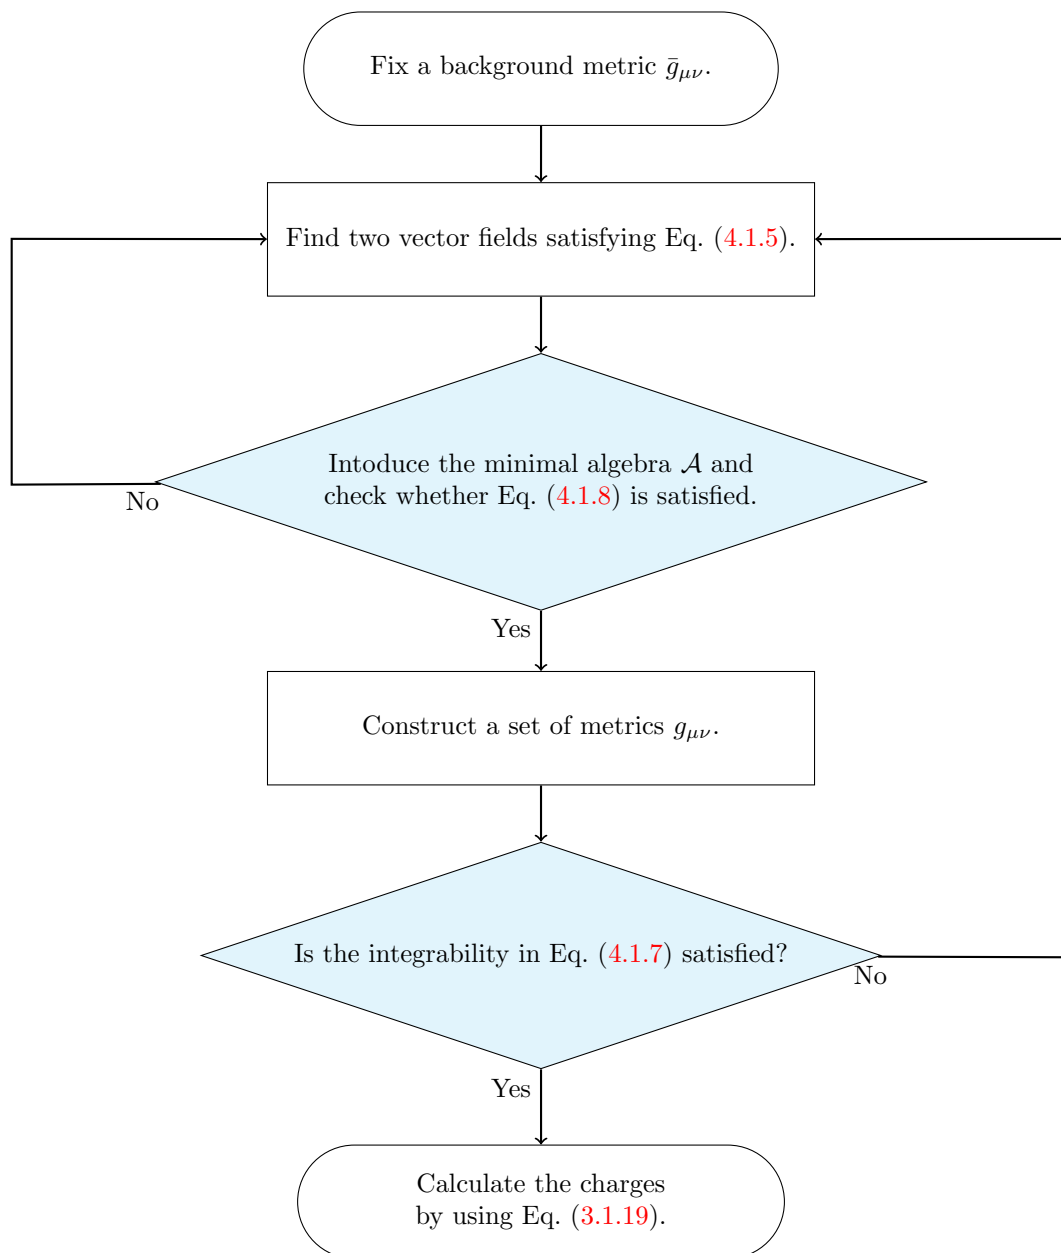 Fix a background metric ḡμν.
Find two vector fields satisfying Eq. (4.1.5).
Intoduce the minimal algebra 𝒜 and
check whether Eq. (4.1.8) is satisfied.
No
Yes
Construct a set of metrics gμν.
Is the integrability in Eq. (4.1.7) satisfied?
No
Yes
Calculate the charges
by using Eq. (3.1.19).